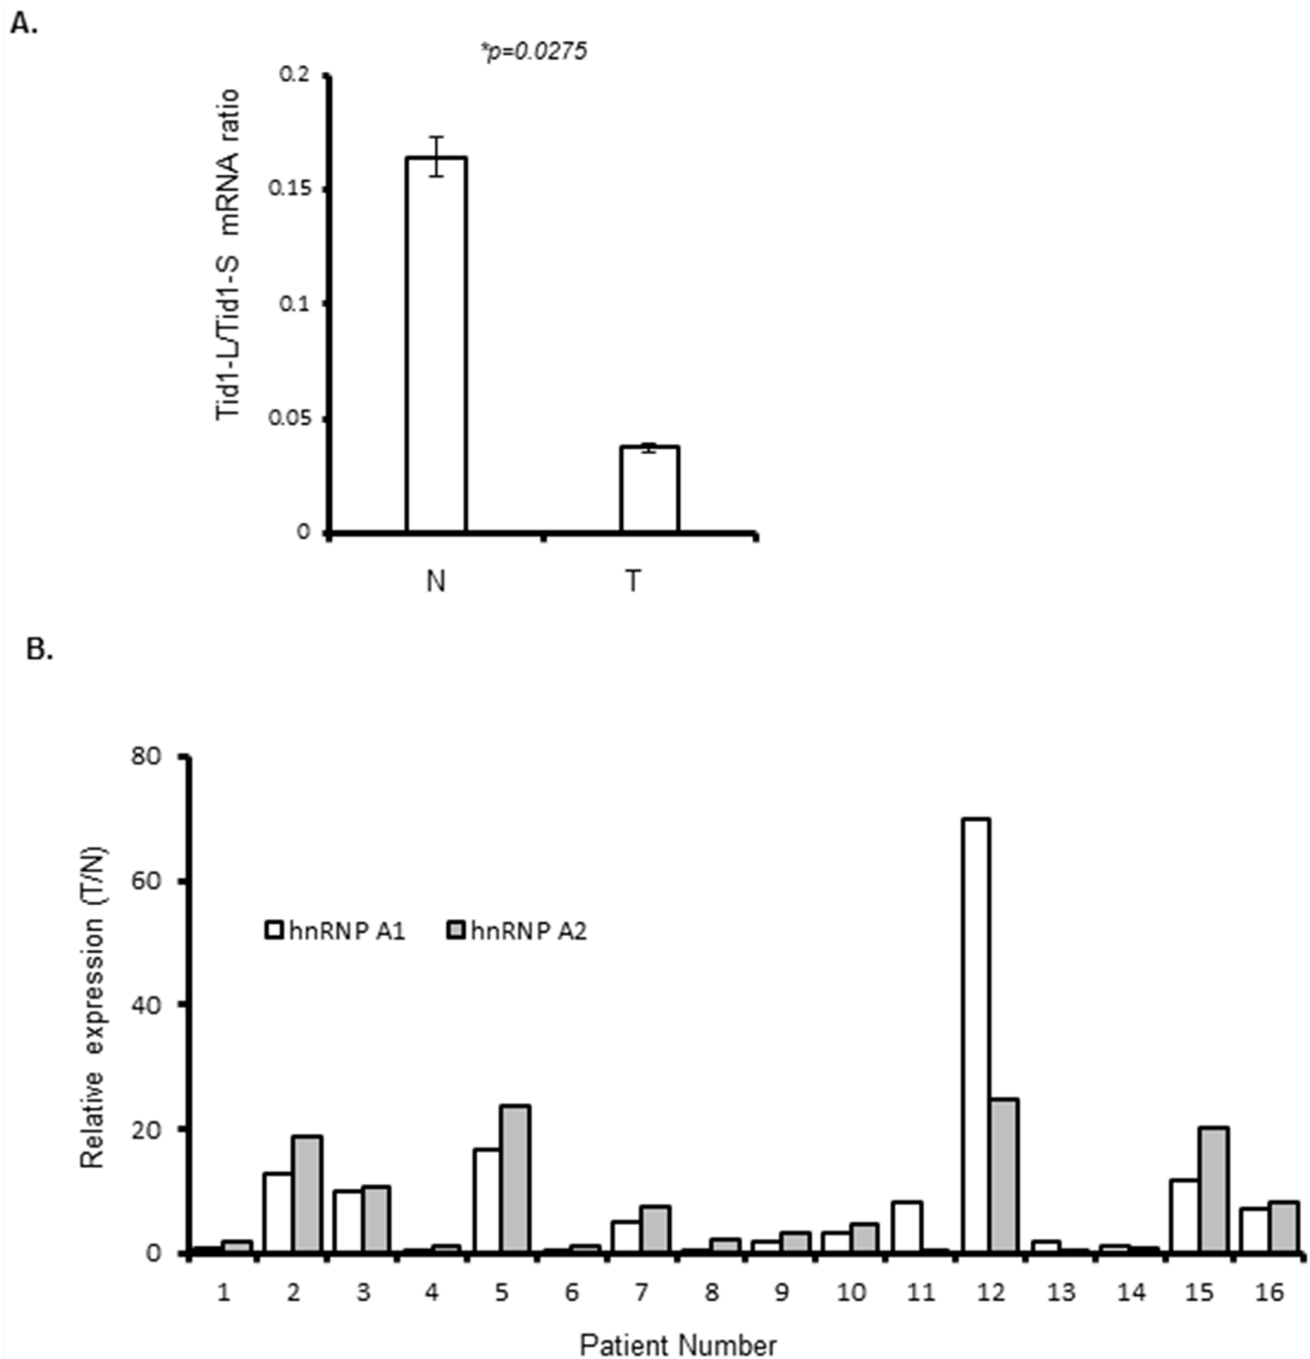 A.
*p=0.0275
Tid1-L/Tid1-S mRNA ratio
0.2
0.15
0.1
0.05
0
N T
B.
Relative expression (T/N)
80
60
40
20
0
hnRNP A1 hnRNP A2
1 2 3 4 5 6 7 8 9 10 11 12 13 14 15 16
Patient Number